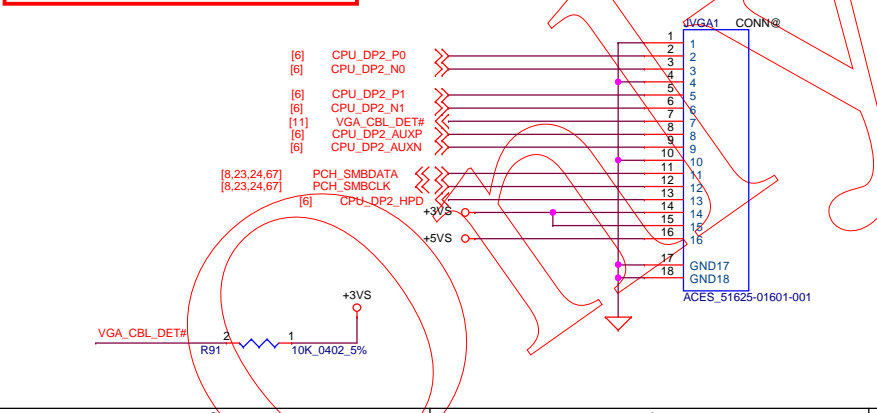 JVGA1 CONN@
1 1
[6] CPU_DP2_P0 2 2
[6] CPU_DP2_N0 3 3
4 4
[6] CPU_DP2_P1 5 5
[6] CPU_DP2_N1 6 6
[11] VGA_CBL_DET# 7 7
[6] CPU_DP2_AUXP 8 8
[6] CPU_DP2_AUXN 9 9
10 10
[8,23,24,67] PCH_SMBDATA 11 11
[8,23,24,67] PCH_SMBCLK 12 12
[6] CPU_DP2_HPD 13 13
+3VS 14 14
15 15
+5VS 16 16
17 GND17
18 GND18
ACES_51625-01601-001
+3VS
VGA_CBL_DET# 2 1
R91 10K_0402_5%